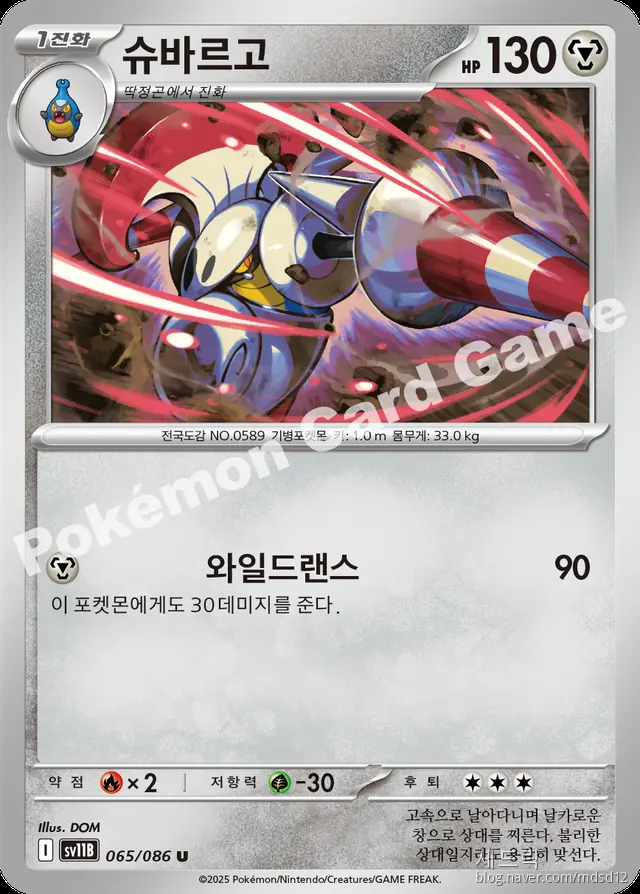 1진화
슈바르고
HP 130
딱정곤에서 진화
전국도감 NO.0589 기병포켓몬 키: 1.0 m 몸무게: 33.0 kg
Pokémon Card Game
와일드랜스 90
이 포켓몬에게도 30데미지를 준다.
약 점 ×2 저항력 -30 후 퇴
고속으로 날아다니며 날카로운
창으로 상대를 찌른다. 불리한
상대일지라도 용감히 맞선다.
Illus. DOM
I sv11B 065/086 U
©2025 Pokémon/Nintendo/Creatures/GAME FREAK.
blog.naver.com/mdsd12